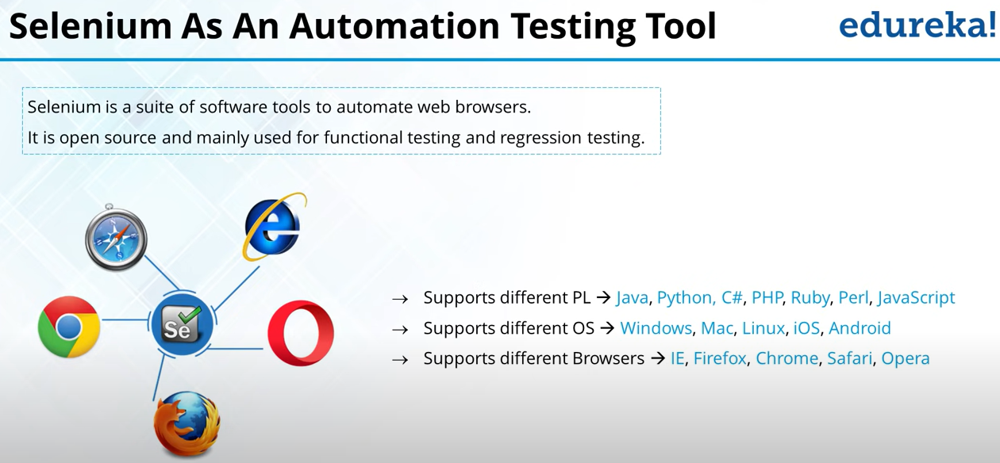 Selenium As An Automation Testing Tool
edureka!
Selenium is a suite of software tools to automate web browsers.
It is open source and mainly used for functional testing and regression testing.
Se
→ Supports different PL → Java, Python, C#, PHP, Ruby, Perl, JavaScript
→ Supports different OS → Windows, Mac, Linux, iOS, Android
→ Supports different Browsers → IE, Firefox, Chrome, Safari, Opera